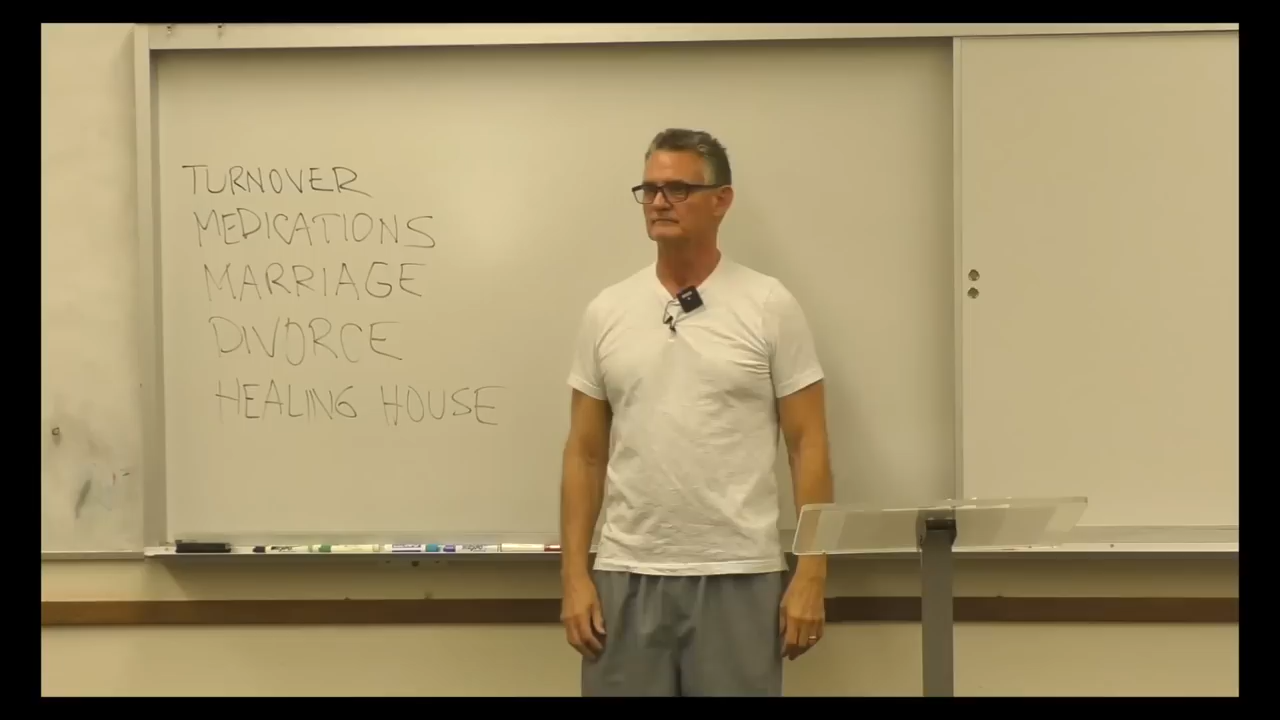 TURNOVER
MEDICATIONS
MARRIAGE
DIVORCE
HEALING HOUSE